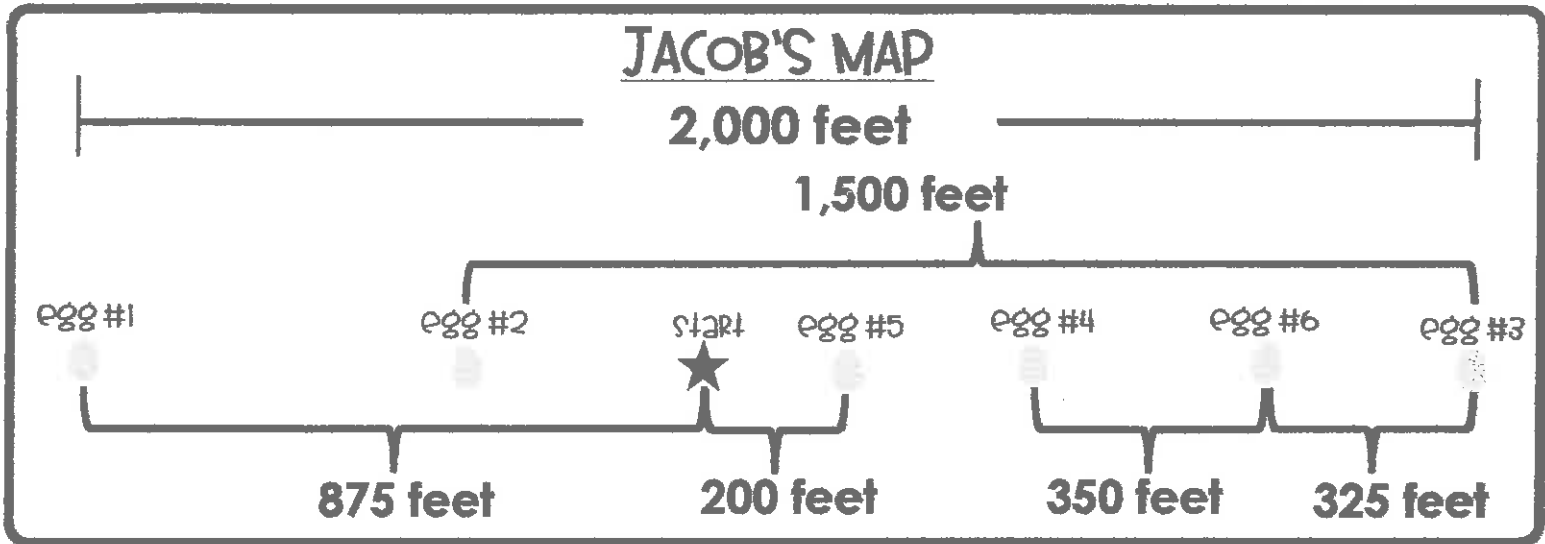 JACOB'S MAP
2,000 feet
1,500 feet
egg #1 egg #2 start egg #5 egg #4 egg #6 egg #3
875 feet 200 feet 350 feet 325 feet